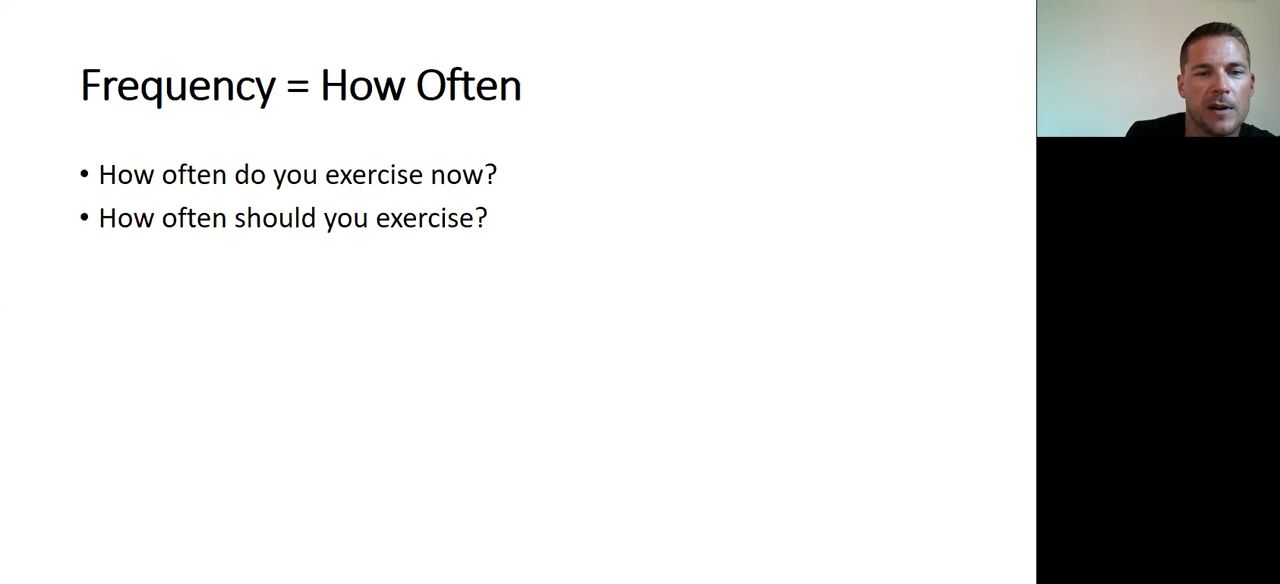 Frequency = How Often
• How often do you exercise now?
• How often should you exercise?